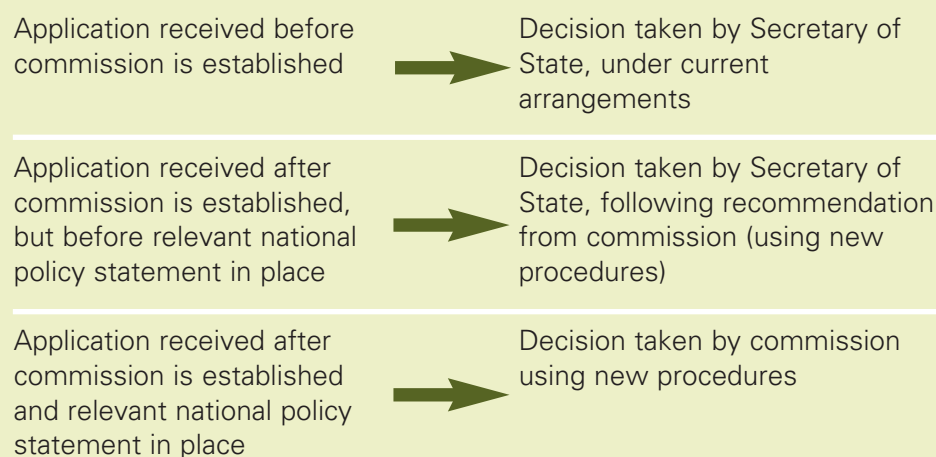 Application received before
commission is established
Decision taken by Secretary of
State, under current
arrangements
Application received after
commission is established,
but before relevant national
policy statement in place
Decision taken by Secretary of
State, following recommendation
from commission (using new
procedures)
Application received after
commission is established
and relevant national policy
statement in place
Decision taken by commission
using new procedures